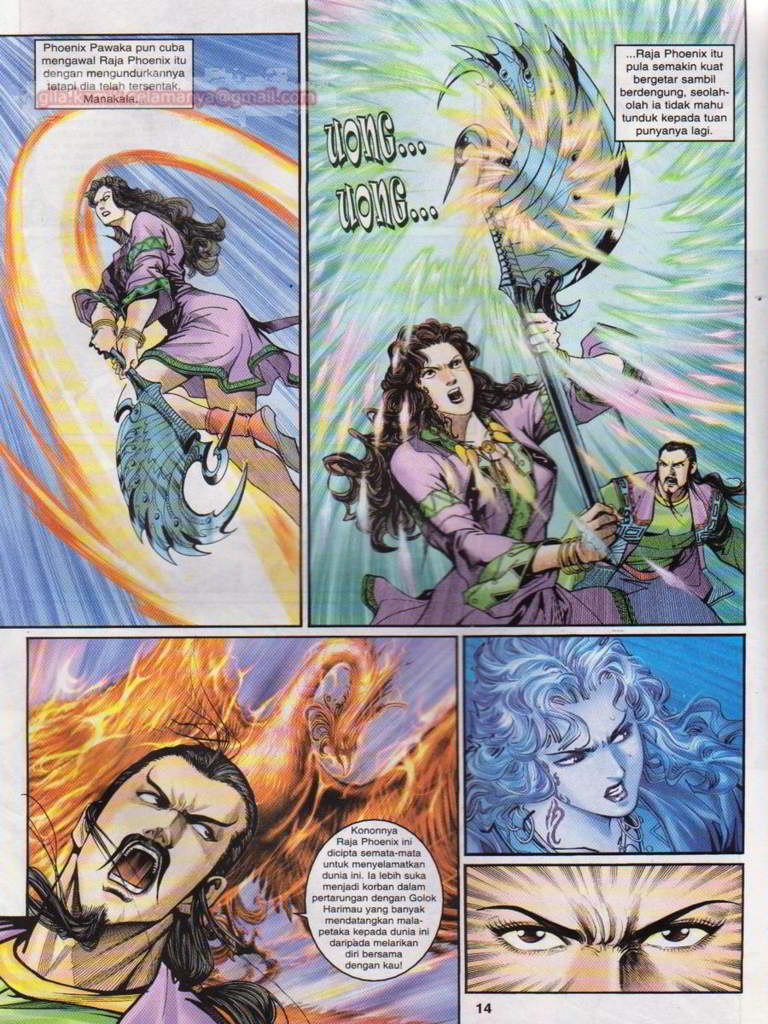 Phoenix Pawaka pun cuba
mengawal Raja Phoenix itu
dengan mengundurkannya
tetapi dia telah tersentak.
Manakala..
...Raja Phoenix itu
pula semakin kuat
bergetar sambil
berdengung, seolah-
olah ia tidak mahu
tunduk kepada tuan
punyanya lagi.
UONG...
UONG...
Kononnya
Raja Phoenix ini
dicipta semata-mata
untuk menyelamatkan
dunia ini. Ia lebih suka
menjadi korban dalam
pertarungan dengan Golok
Harimau yang banyak
mendatangkan mala-
petaka kepada dunia ini
daripada melarikan
diri bersama
dengan kau!
14